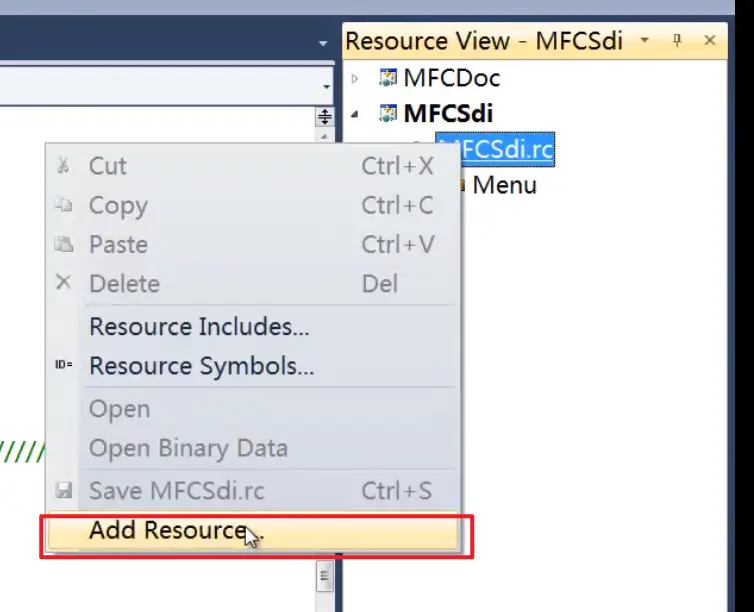 Resource View - MFCSdi
MFCDoc
MFCSdi
MFCSdi.rc
Menu
Cut Ctrl+X
Copy Ctrl+C
Paste Ctrl+V
Delete Del
Resource Includes...
ID= Resource Symbols...
Open
Open Binary Data
/////
Save MFCSdi.rc Ctrl+S
Add Resource...